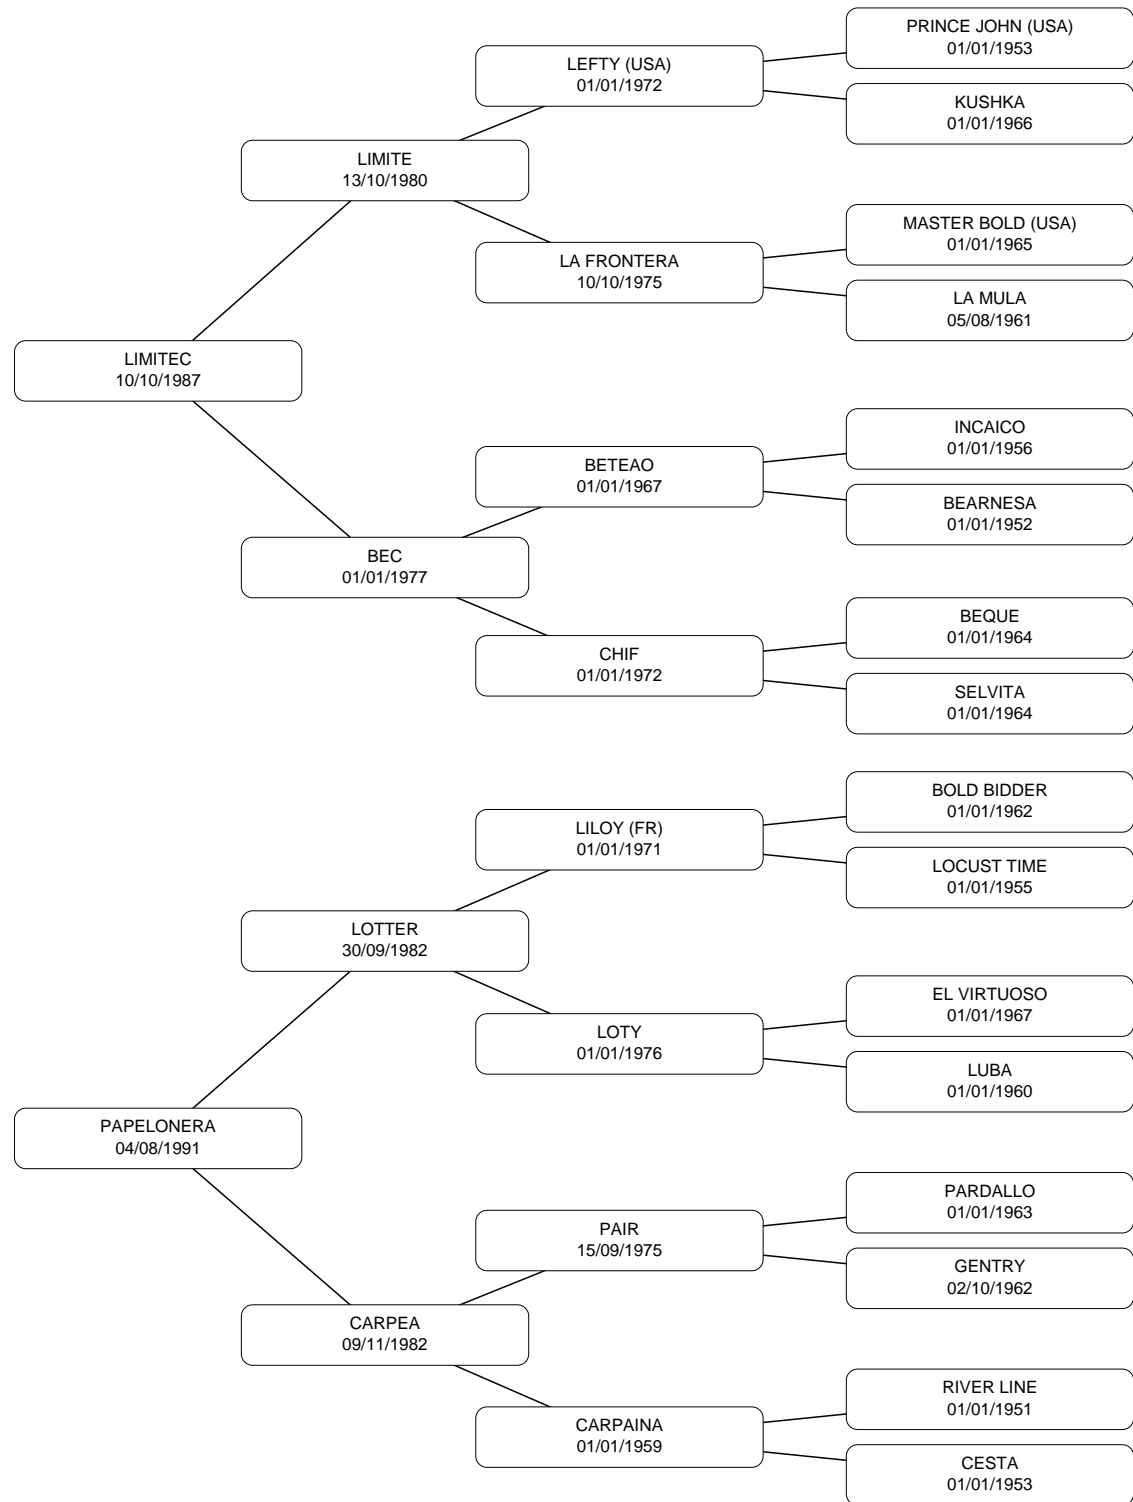 PRINCE JOHN (USA)
01/01/1953
LEFTY (USA)
01/01/1972
KUSHKA
01/01/1966
LIMITE
13/10/1980
MASTER BOLD (USA)
01/01/1965
LA FRONTERA
10/10/1975
LA MULA
05/08/1961
LIMITEC
10/10/1987
INCAICO
01/01/1956
BETEAO
01/01/1967
BEARNESA
01/01/1952
BEC
01/01/1977
BEQUE
01/01/1964
CHIF
01/01/1972
SELVITA
01/01/1964
BOLD BIDDER
01/01/1962
LILOY (FR)
01/01/1971
LOCUST TIME
01/01/1955
LOTTER
30/09/1982
EL VIRTUOSO
01/01/1967
LOTY
01/01/1976
LUBA
01/01/1960
PAPELONERA
04/08/1991
PARDALLO
01/01/1963
PAIR
15/09/1975
GENTRY
02/10/1962
CARPEA
09/11/1982
RIVER LINE
01/01/1951
CARPAINA
01/01/1959
CESTA
01/01/1953